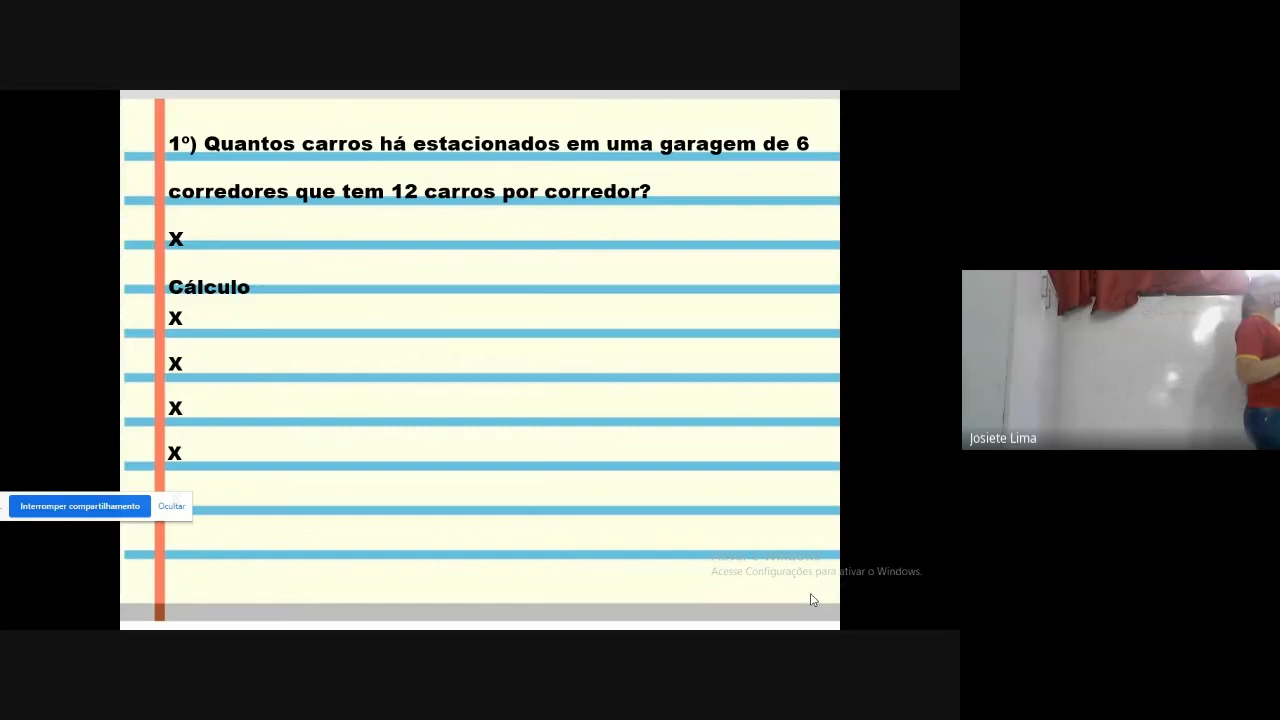 1º) Quantos carros há estacionados em uma garagem de 6
corredores que tem 12 carros por corredor?
X
Cálculo
X
X
X
X
Interromper compartilhamento Ocultar
Acesse Configurações para ativar o Windows.
Josiete Lima